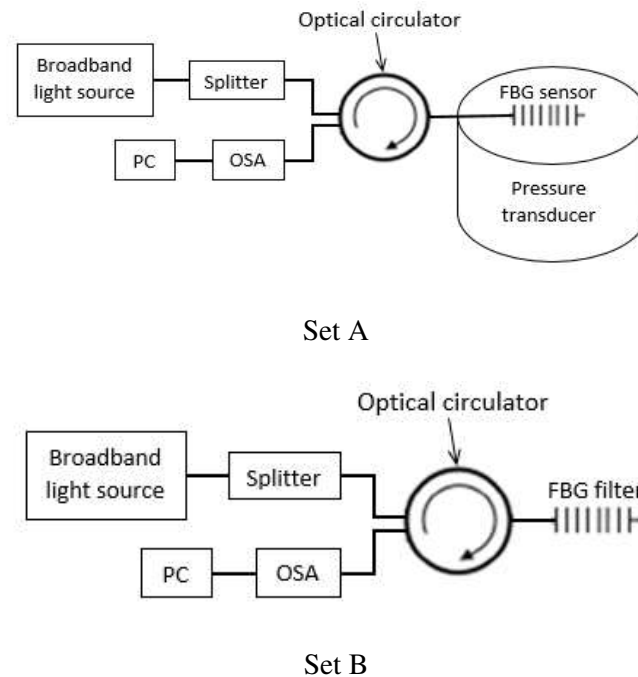 Optical circulator
Broadband
light source
Splitter
FBG sensor
PC
OSA
Pressure
transducer
Set A
Optical circulator
Broadband
light source
Splitter
FBG filter
PC
OSA
Set B